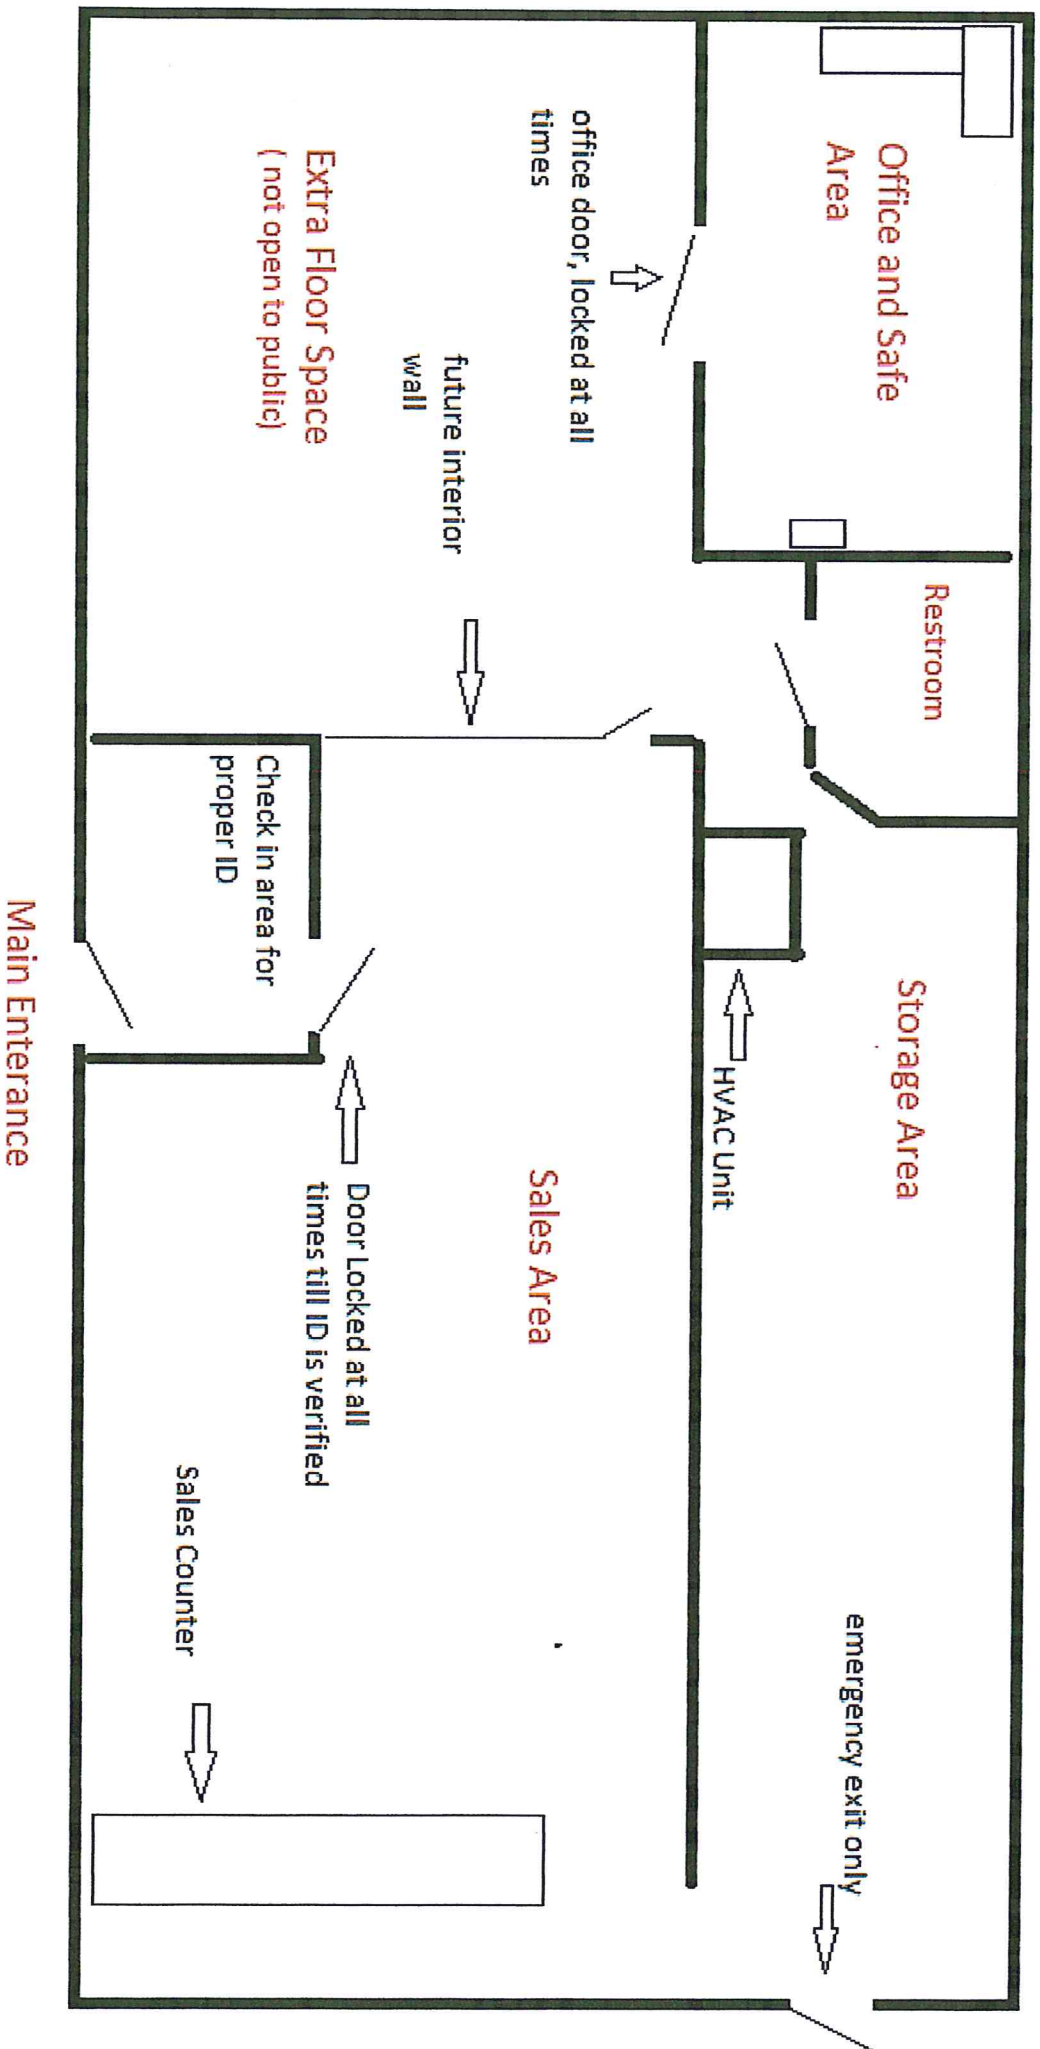 Office and Safe
Area
Restroom
Storage Area
emergency exit only
HVAC Unit
office door, locked at all
times
future interior
wall
Sales Area
Extra Floor Space
( not open to public)
Check in area for
proper ID
Door Locked at all
times till ID is verified
Sales Counter
Main Enterance